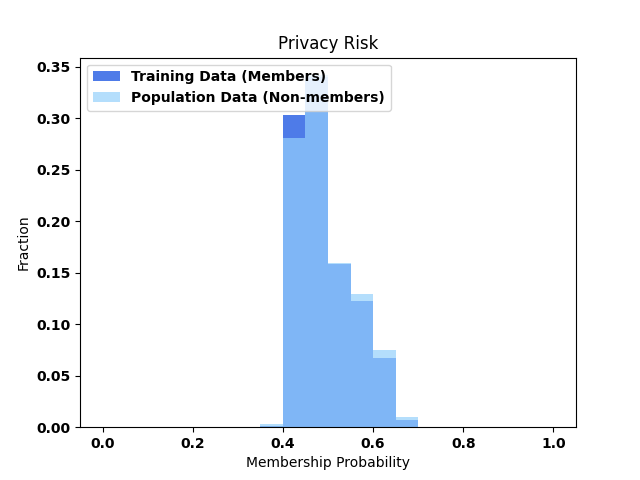 Privacy Risk
Training Data (Members)
Population Data (Non-members)
0.35
0.30
0.25
0.20
0.15
0.10
0.05
0.00
Fraction
0.0 0.2 0.4 0.6 0.8 1.0
Membership Probability